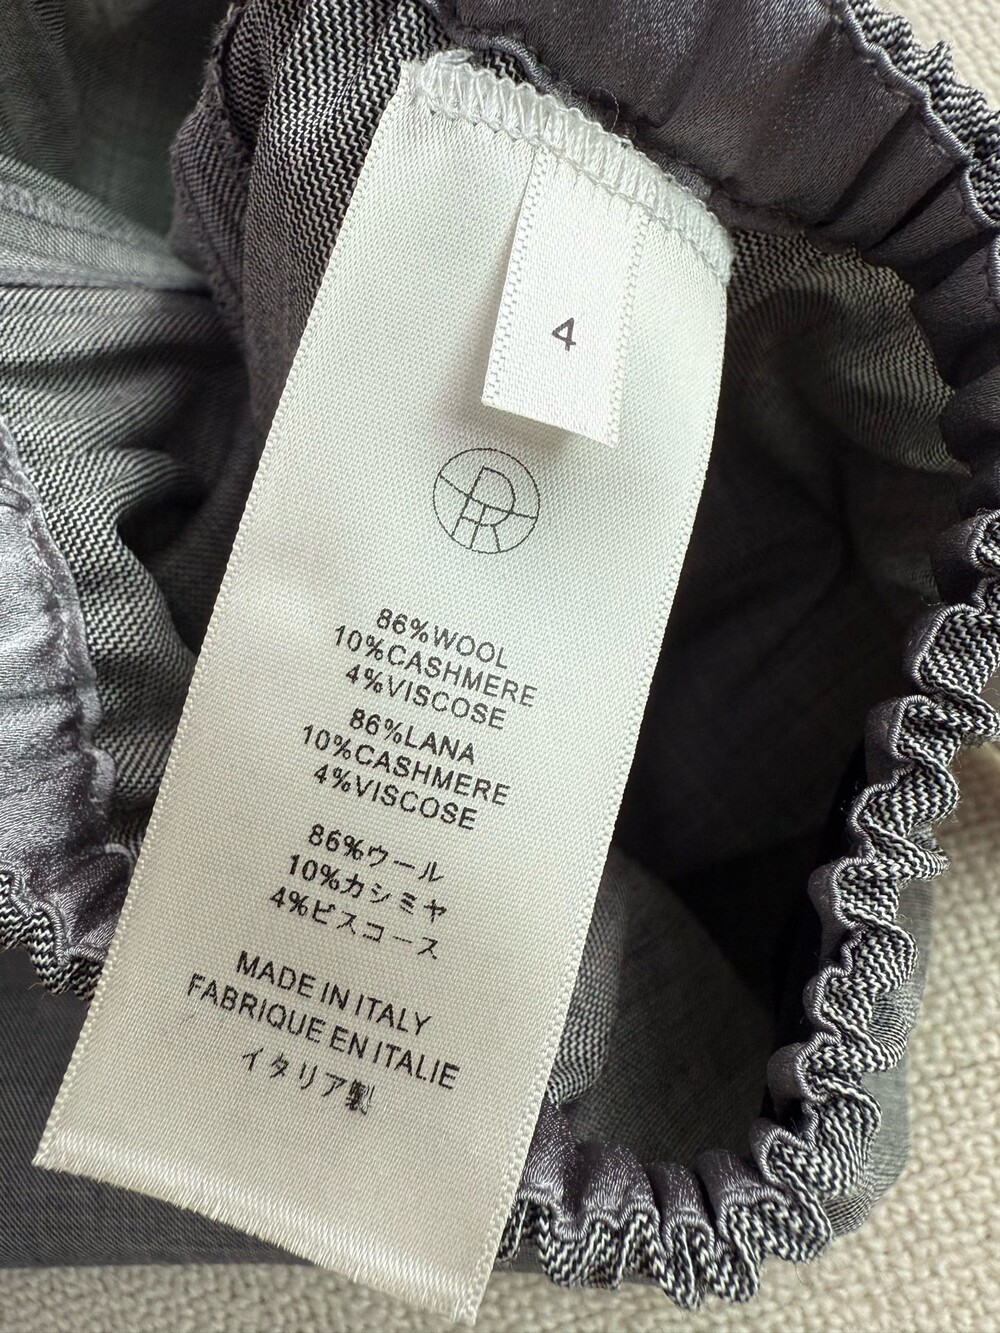 4
PR
86%WOOL
10%CASHMERE
4%VISCOSE
86%LANA
10%CASHMERE
4%VISCOSE
86%ウール
10%カシミヤ
4%ビスコース
MADE IN ITALY
FABRIQUE EN ITALIE
イタリア製